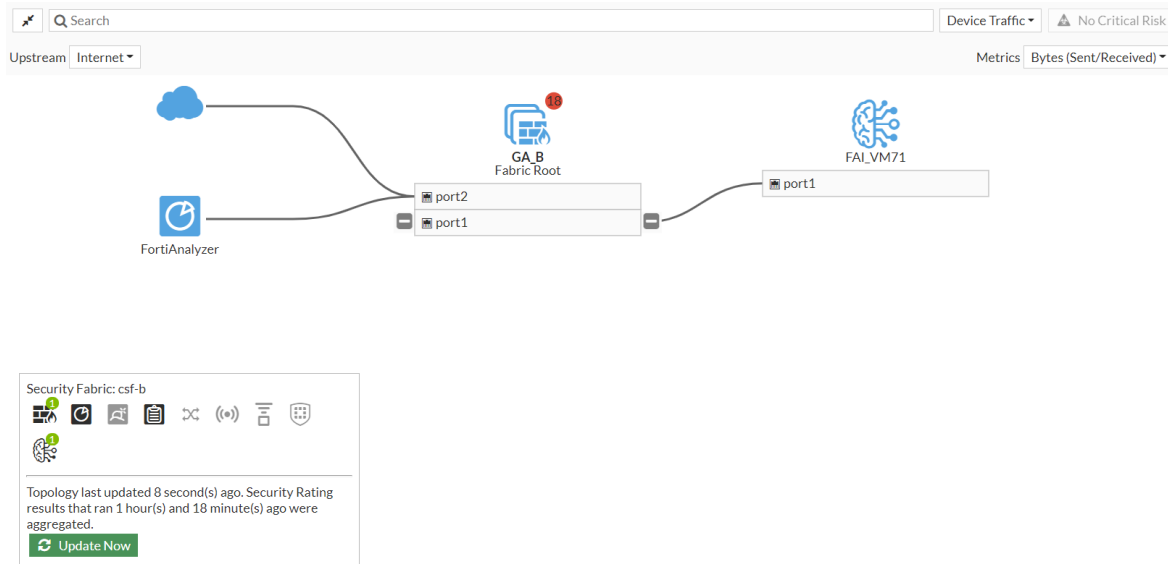 Search
Device Traffic
No Critical Risk
Upstream
Internet
Metrics
Bytes (Sent/Received)
18
GA_B
Fabric Root
FAI_VM71
port2
port1
port1
FortiAnalyzer
Security Fabric: csf-b
1
1
Topology last updated 8 second(s) ago. Security Rating
results that ran 1 hour(s) and 18 minute(s) ago were
aggregated.
Update Now